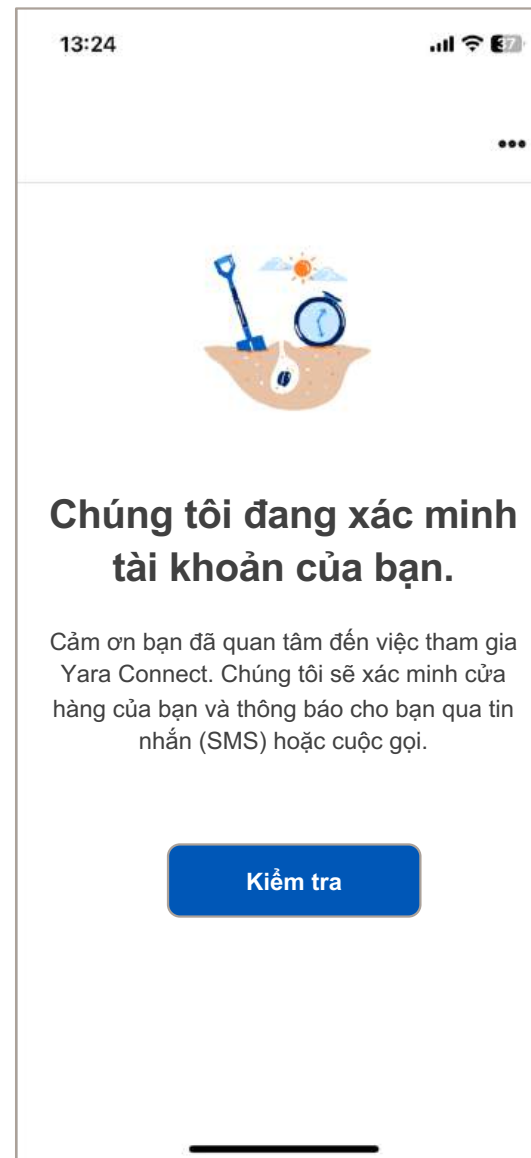 13:24
37
Chúng tôi đang xác minh
tài khoản của bạn.
Cảm ơn bạn đã quan tâm đến việc tham gia
Yara Connect. Chúng tôi sẽ xác minh cửa
hàng của bạn và thông báo cho bạn qua tin
nhắn (SMS) hoặc cuộc gọi.
Kiểm tra